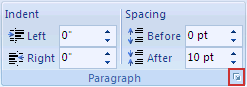 Indent Spacing
Left 0" Before 0 pt
Right 0" After 10 pt
Paragraph